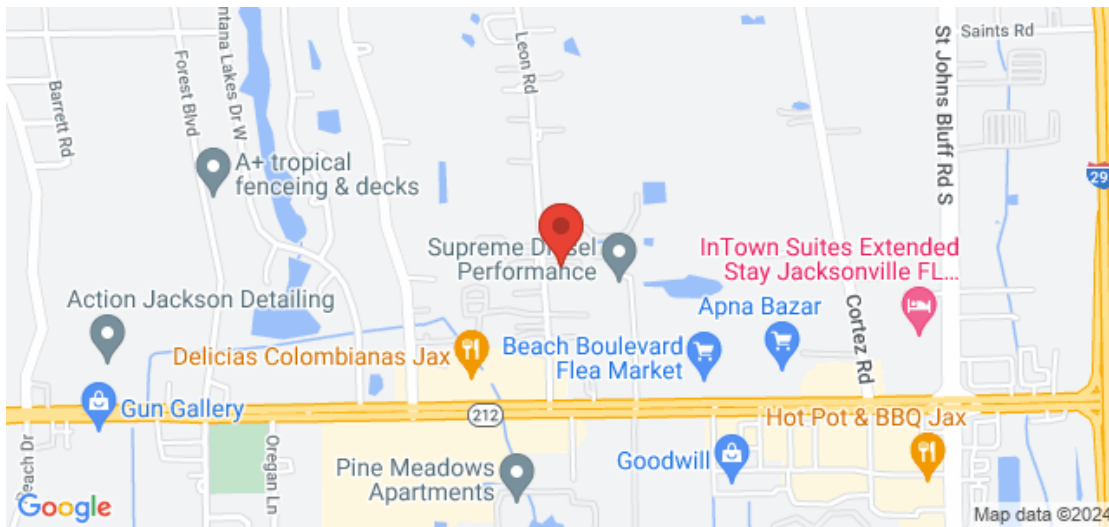 Saints Rd
St Johns Bluff Rd S
Leon Rd
Forest Blvd
ntana Lakes Dr W
Barrett Rd
A+ tropical
fenceing & decks
29
Supreme
Performance
InTown Suites Extended
Stay Jacksonville FL...
Action Jackson Detailing
Apna Bazar
Cortez Rd
Delicias Colombianas Jax
Beach Boulevard
Flea Market
Gun Gallery
212
Hot Pot & BBQ Jax
Oregan Ln
each Dr
Pine Meadows
Apartments
Goodwill
Google
Map data ©2024